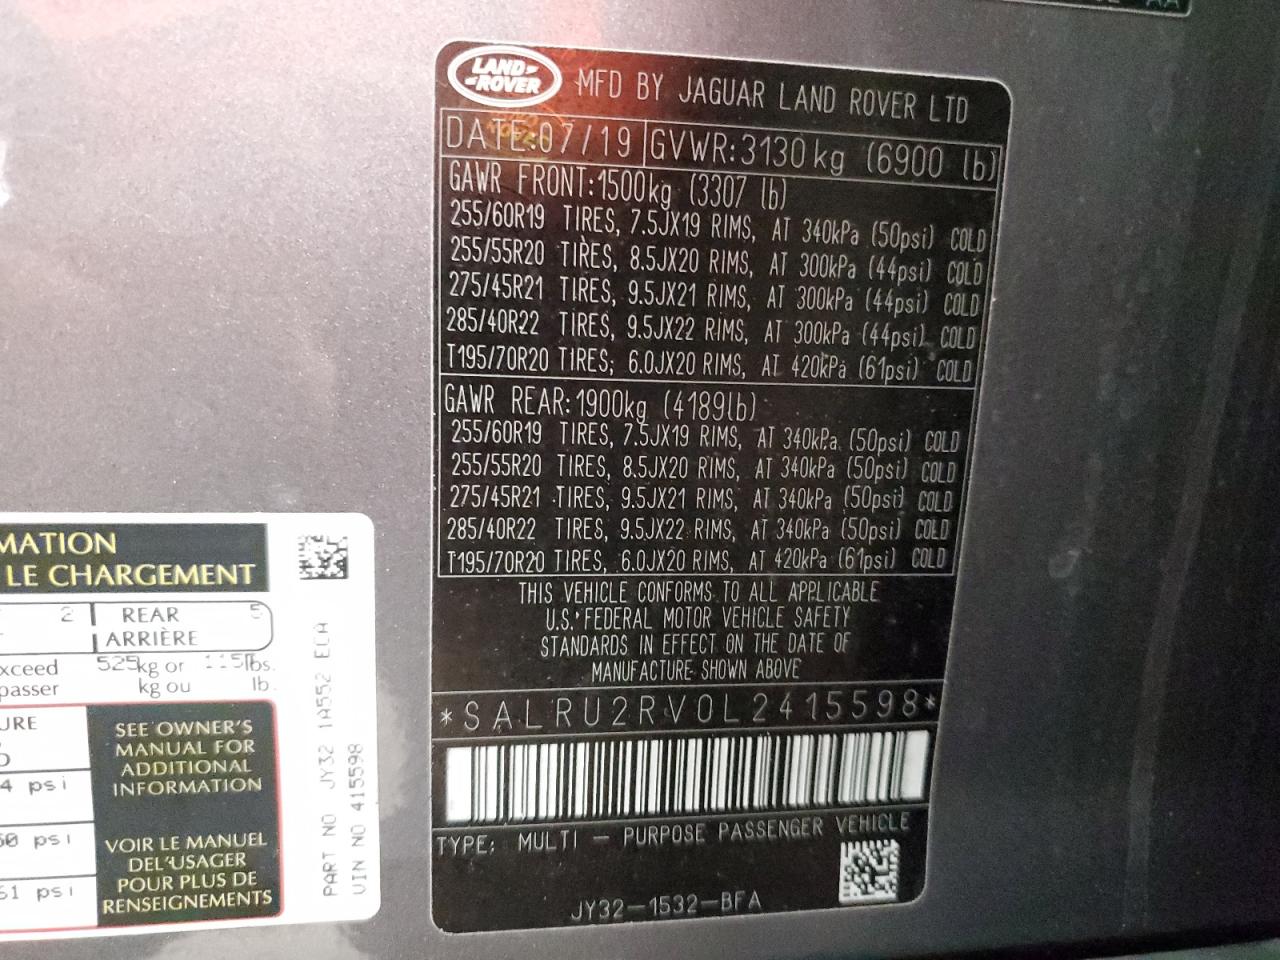 LAND-
-ROVER
MFD BY JAGUAR LAND ROVER LTD
DATE:07/19 GVWR:3130 kg (6900 lb)
GAWR FRONT:1500kg (3307 lb)
255/60R19 TIRES, 7.5JX19 RIMS, AT 340kPa (50psi) COLD
255/55R20 TIRES, 8.5JX20 RIMS, AT 300kPa (44psi) COLD
275/45R21 TIRES, 9.5JX21 RIMS, AT 300kPa (44psi) COLD
285/40R22 TIRES, 9.5JX22 RIMS, AT 300kPa (44psi) COLD
T195/70R20 TIRES, 6.0JX20 RIMS, AT 420kPa (61psi) COLD
GAWR REAR:1900kg (4189lb)
255/60R19 TIRES, 7.5JX19 RIMS, AT 340kPa (50psi) COLD
255/55R20 TIRES, 8.5JX20 RIMS, AT 340kPa (50psi) COLD
275/45R21 TIRES, 9.5JX21 RIMS, AT 340kPa (50psi) COLD
285/40R22 TIRES, 9.5JX22 RIMS, AT 340kPa (50psi) COLD
T195/70R20 TIRES, 6.0JX20 RIMS, AT 420kPa (61psi) COLD
THIS VEHICLE CONFORMS TO ALL APPLICABLE
U.S. FEDERAL MOTOR VEHICLE SAFETY
STANDARDS IN EFFECT ON THE DATE OF
MANUFACTURE SHOWN ABOVE
*SALRU2RV0L2415598*
TYPE: MULTI - PURPOSE PASSENGER VEHICLE
JY32-1532-BFA
MATION
LE CHARGEMENT
2 REAR 5
ARRIÈRE
xceed 525kg or lbs.
passer kg ou lb.
URE
4 psi
60 psi
61 psi
SEE OWNER'S
MANUAL FOR
ADDITIONAL
INFORMATION
VOIR LE MANUEL
DEL'USAGER
POUR PLUS DE
RENSEIGNEMENTS
PART NO JY32 1A552 ECA
VIN NO 415598